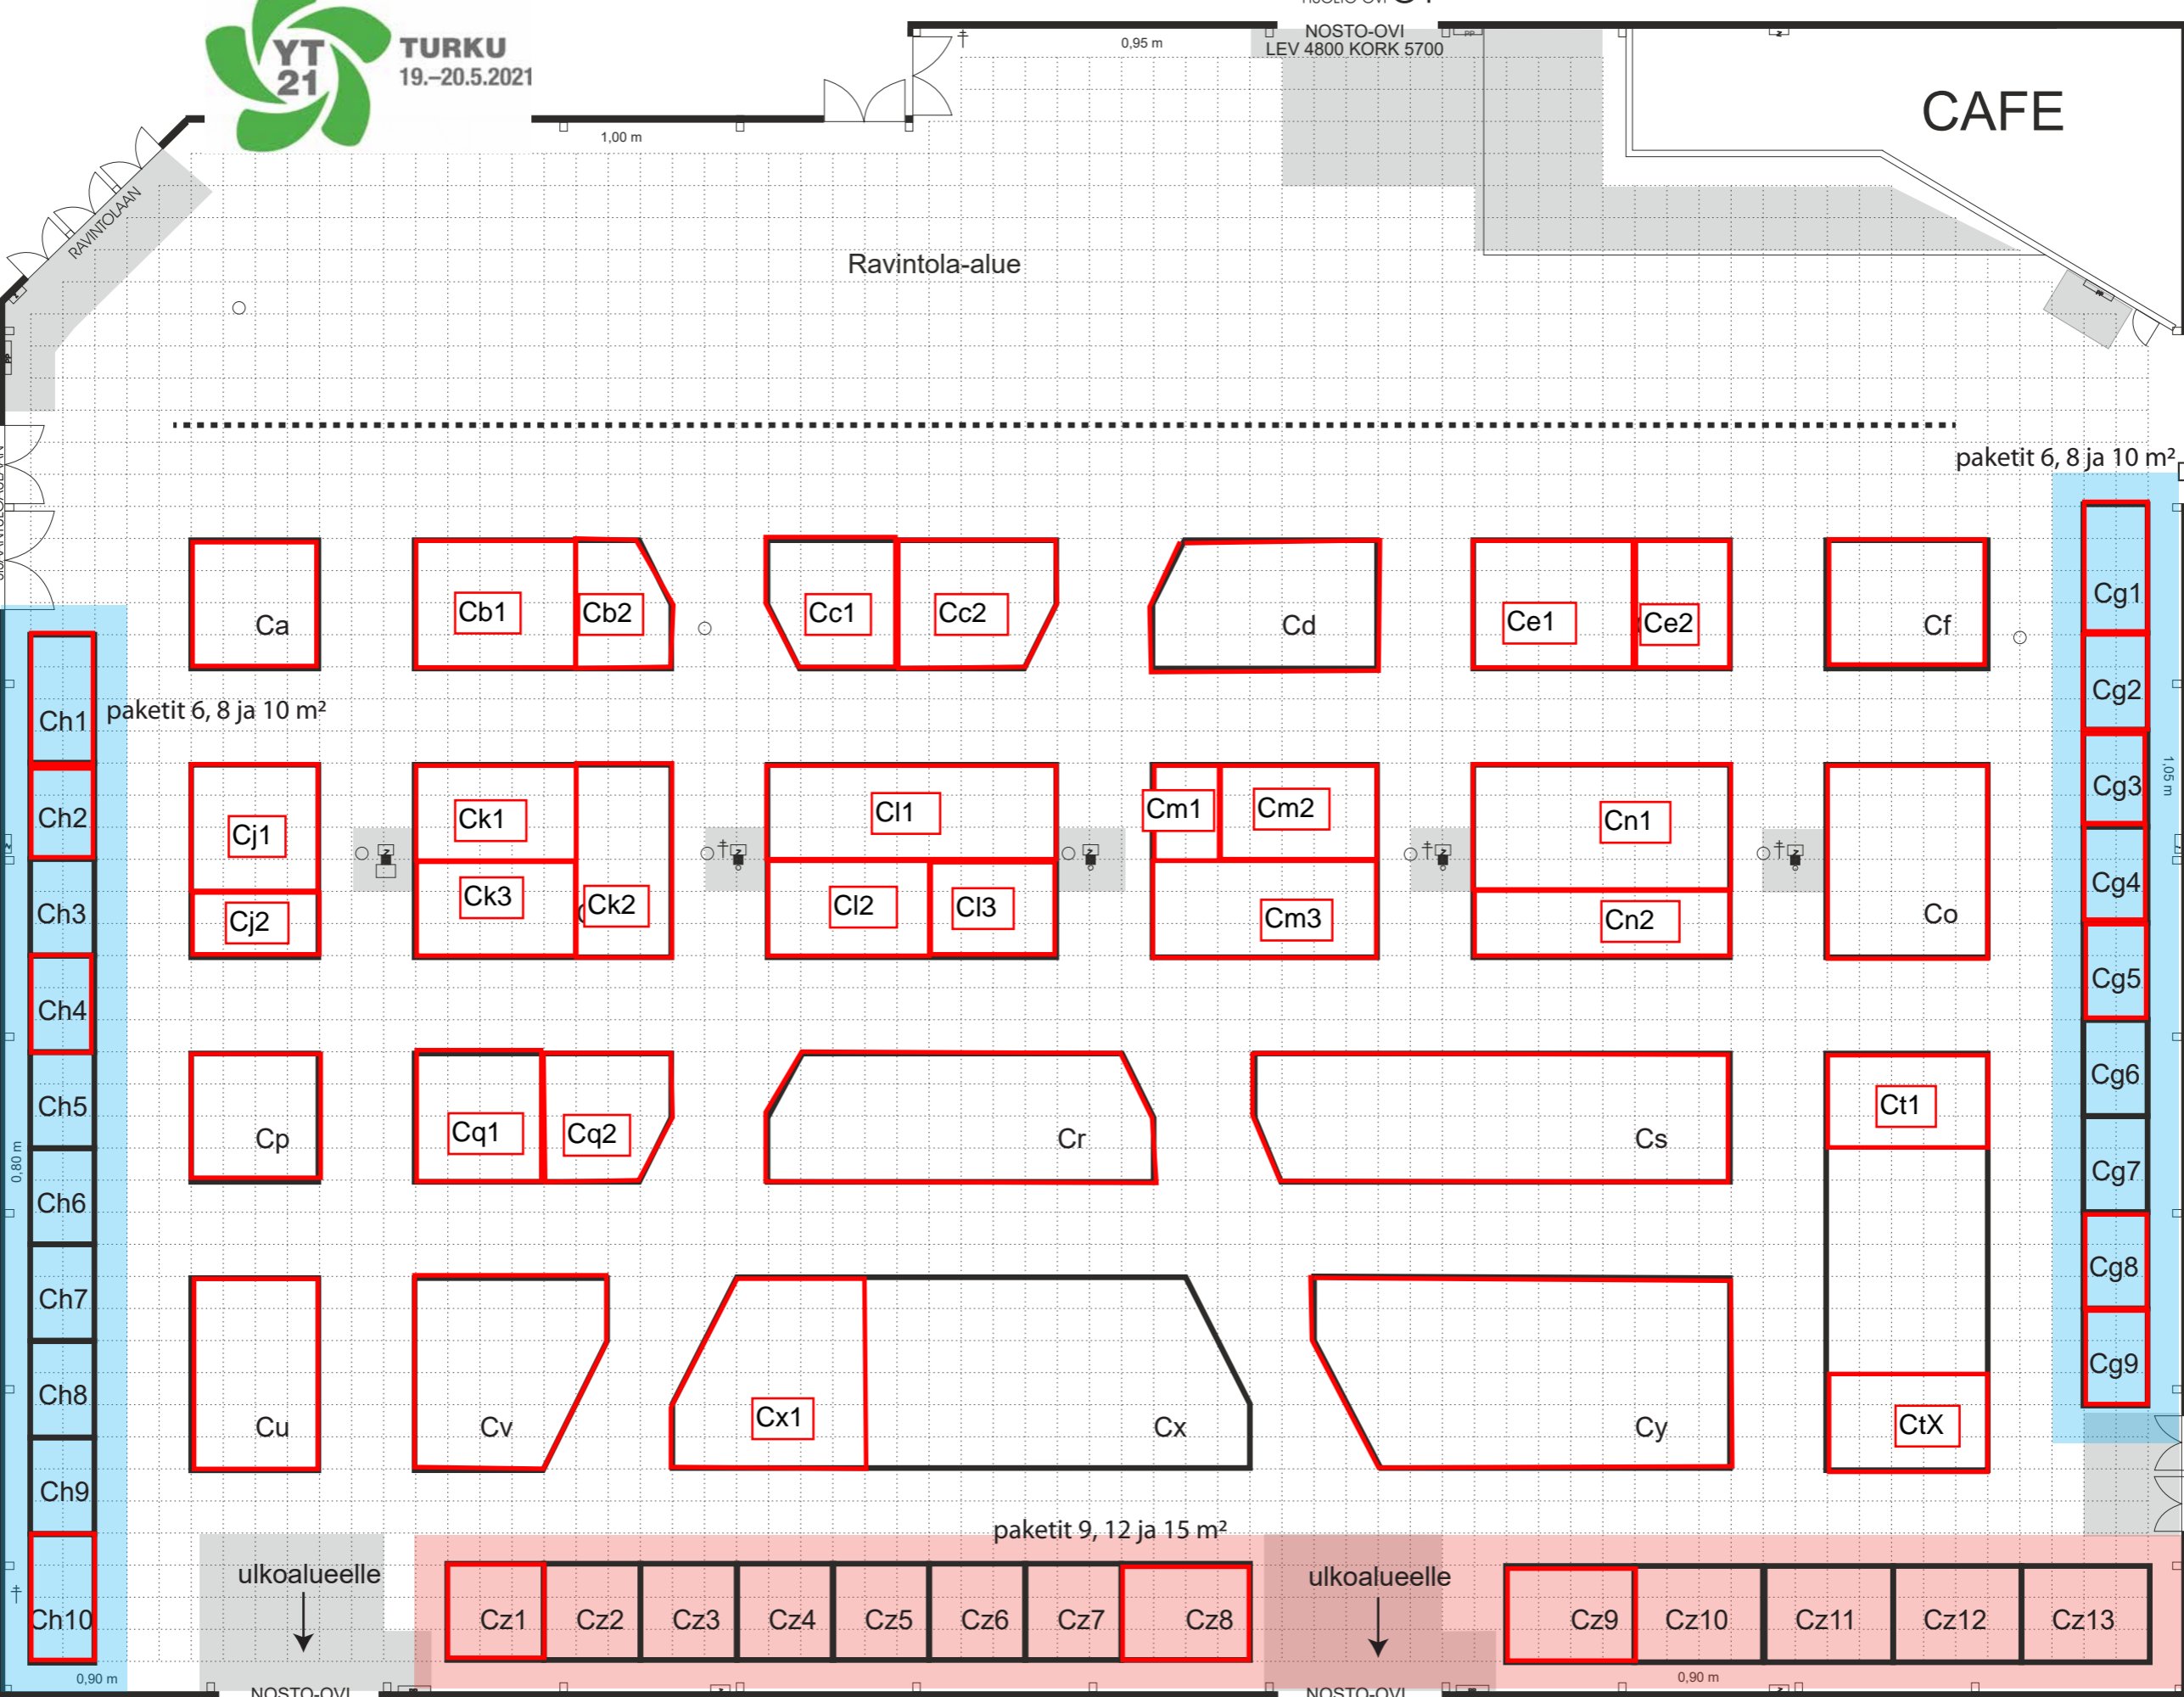 YT
21
TURKU
19.–20.5.2021
NOSTO-OVI
LEV 4800 KORK 5700
0,95 m
1,00 m
CAFE
RAVINTOLAAN
Ravintola-alue
paketit 6, 8 ja 10 m²
Ca
Cb1
Cb2
Cc1
Cc2
Cd
Ce1
Ce2
Cf
Cg1
Cg2
Cg3
Cg4
Cg5
Cg6
Cg7
Cg8
Cg9
1,05 m
paketit 6, 8 ja 10 m²
Ch1
Ch2
Ch3
Ch4
Ch5
Ch6
Ch7
Ch8
Ch9
Ch10
0,80 m
Cj1
Cj2
Ck1
Ck3
Ck2
Cl1
Cl2
Cl3
Cm1
Cm2
Cm3
Cn1
Cn2
Co
Cp
Cq1
Cq2
Cr
Cs
Ct1
Cu
Cv
Cx1
Cx
Cy
CtX
paketit 9, 12 ja 15 m²
ulkoalueelle
ulkoalueelle
Cz1
Cz2
Cz3
Cz4
Cz5
Cz6
Cz7
Cz8
Cz9
Cz10
Cz11
Cz12
Cz13
0,90 m
0,90 m
NOSTO-OVI
NOSTO-OVI